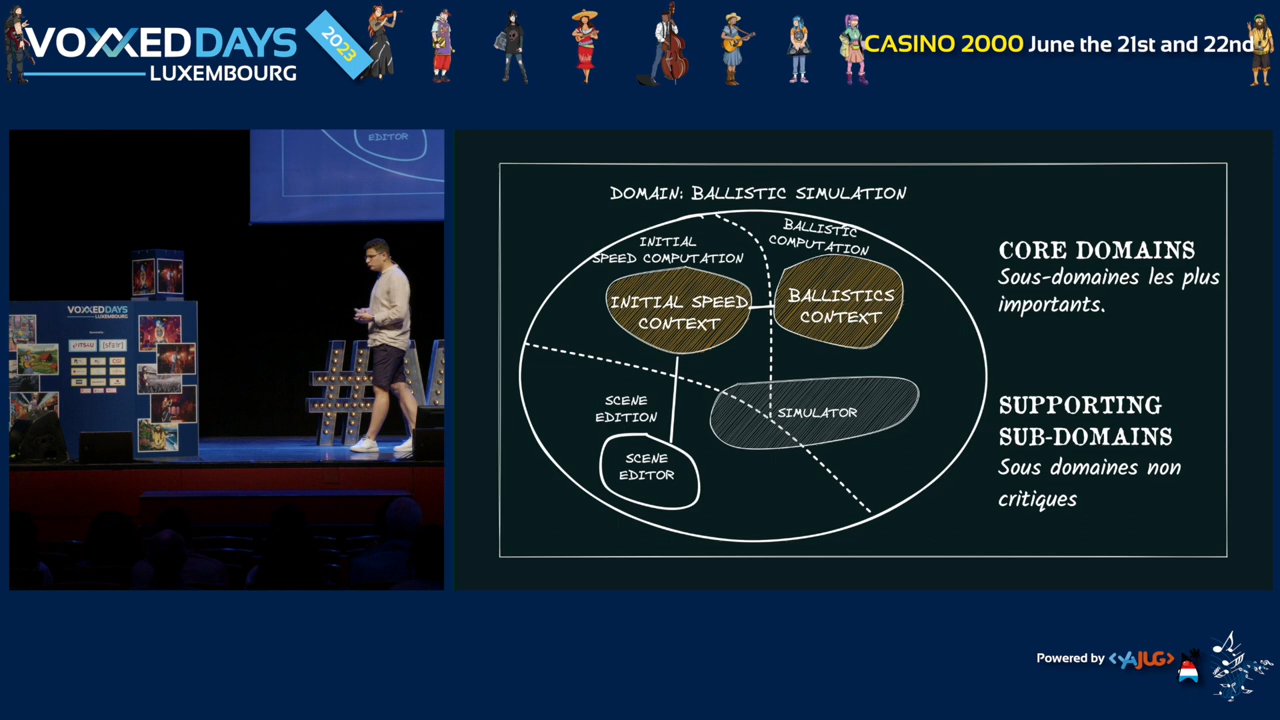 VOXXED DAYS
LUXEMBOURG
2023
CASINO 2000 June the 21st and 22nd
EDITOR
VOXXED DAYS
LUXEMBOURG
DOMAIN: BALLISTIC SIMULATION
INITIAL
SPEED COMPUTATION
BALLISTIC
COMPUTATION
INITIAL SPEED
CONTEXT
BALLISTICS
CONTEXT
SCENE
EDITION
SIMULATOR
SCENE
EDITOR
CORE DOMAINS
Sous-domaines les plus
importants.
SUPPORTING
SUB-DOMAINS
Sous domaines non
critiques
Powered by <YAJUG>